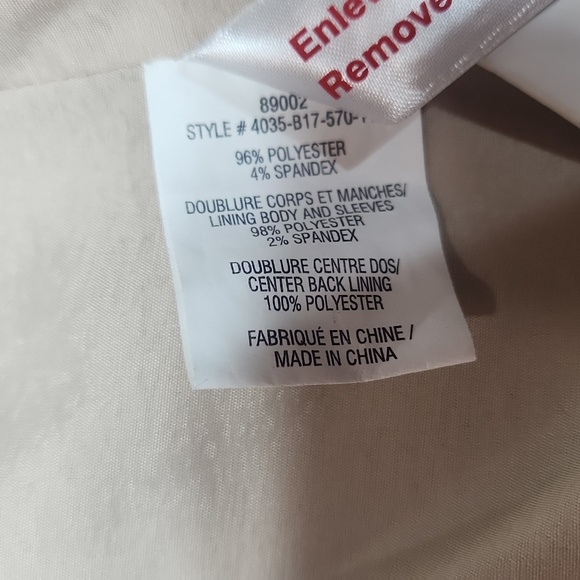 Remove
89002
STYLE # 4035-B17-570-
96% POLYESTER
4% SPANDEX
DOUBLURE CORPS ET MANCHES/
LINING BODY AND SLEEVES
98% POLYESTER
2% SPANDEX
DOUBLURE CENTRE DOS/
CENTER BACK LINING
100% POLYESTER
FABRIQUÉ EN CHINE /
MADE IN CHINA